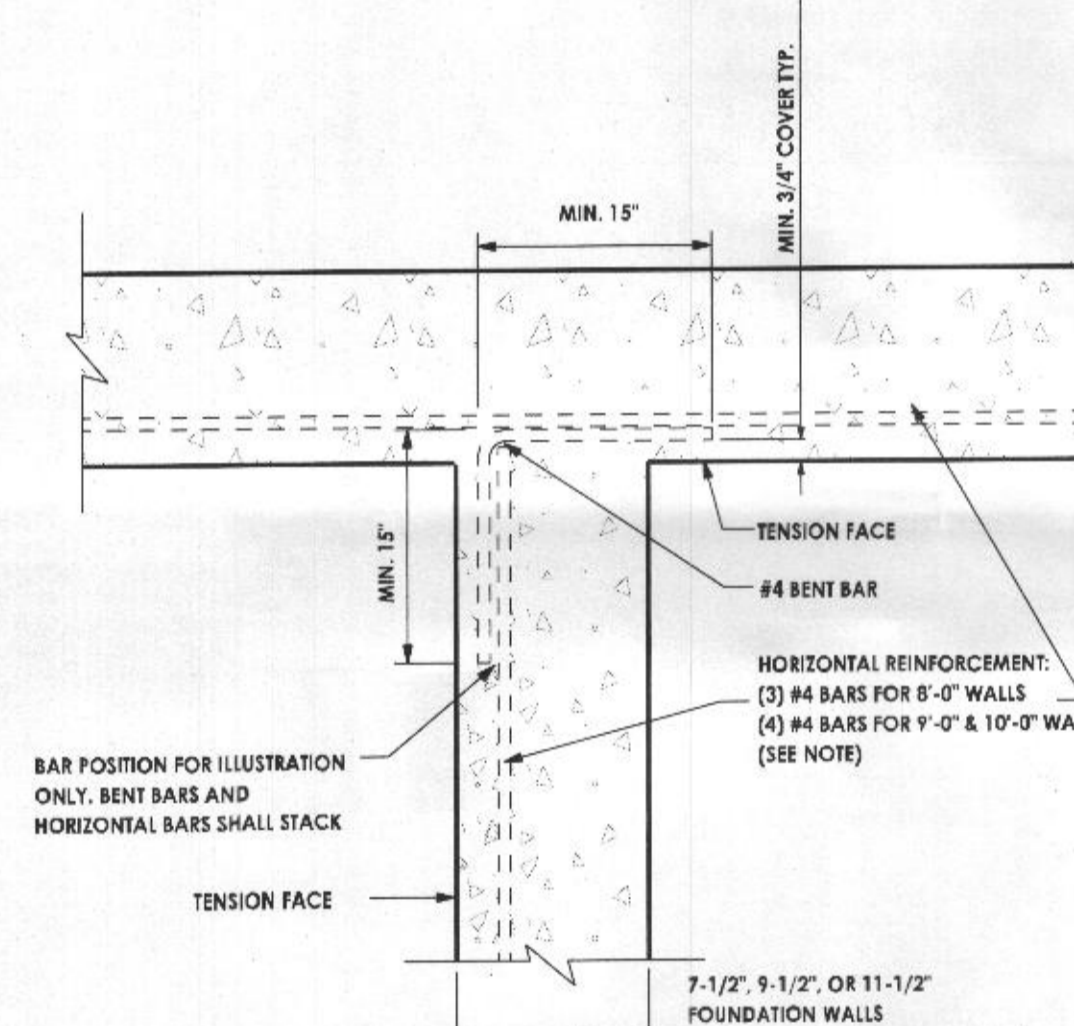 MIN. 3/4" COVER TYP.
MIN. 15"
MIN. 15"
TENSION FACE
#4 BENT BAR
HORIZONTAL REINFORCEMENT:
(3) #4 BARS FOR 8'-0" WALLS
(4) #4 BARS FOR 9'-0" & 10'-0" WA
(SEE NOTE)
BAR POSITION FOR ILLUSTRATION
ONLY. BENT BARS AND
HORIZONTAL BARS SHALL STACK
TENSION FACE
7-1/2", 9-1/2", OR 11-1/2"
FOUNDATION WALLS